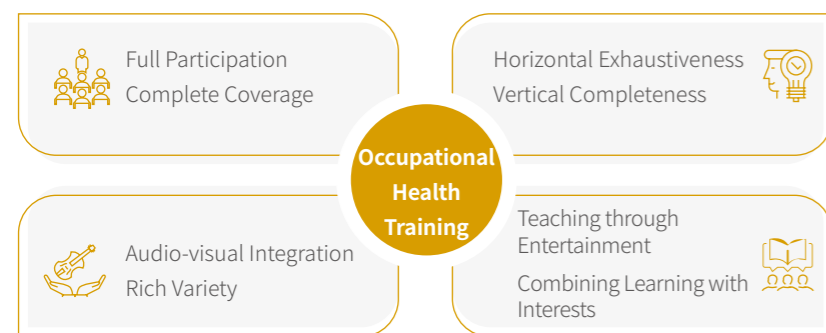 Full Participation
Complete Coverage
Horizontal Exhaustiveness
Vertical Completeness
Occupational
Health
Training
Audio-visual Integration
Rich Variety
Teaching through
Entertainment
Combining Learning with
Interests